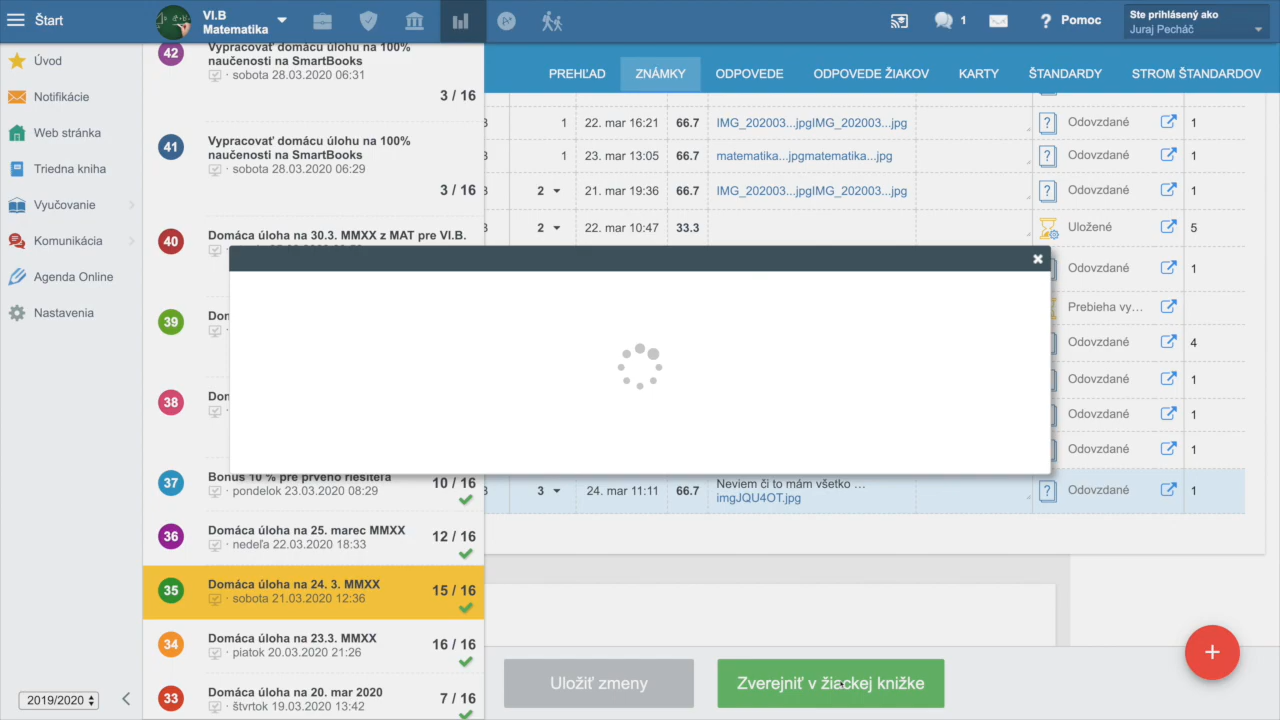 Štart
VI.B
Matematika
1
Pomoc
Ste prihlásený ako
Juraj Pecháč
Úvod
Notifikácie
Web stránka
Triedna kniha
Vyučovanie
Komunikácia
Agenda Online
Nastavenia
2019/2020
PREHĽAD
ZNÁMKY
ODPOVEDE
ODPOVEDE ŽIAKOV
KARTY
ŠTANDARDY
STROM ŠTANDARDOV
42
Vypracovať domácu úlohu na 100%
naučenosti na SmartBooks
· sobota 28.03.2020 06:31
3 / 16
41
Vypracovať domácu úlohu na 100%
naučenosti na SmartBooks
· sobota 28.03.2020 06:29
3 / 16
40
Domáca úloha na 30.3. MMXX z MAT pre VI.B.
39
38
37
Bonus 10 % pre prvého riešiteľa
· pondelok 23.03.2020 08:29
10 / 16
36
Domáca úloha na 25. marec MMXX
· nedeľa 22.03.2020 18:33
12 / 16
35
Domáca úloha na 24. 3. MMXX
· sobota 21.03.2020 12:36
15 / 16
34
Domáca úloha na 23.3. MMXX
· piatok 20.03.2020 21:26
16 / 16
33
Domáca úloha na 20. mar 2020
· štvrtok 19.03.2020 13:42
7 / 16
1 22. mar 16:21 66.7 IMG_202003...jpgIMG_202003...jpg Odovzdané 1
1 23. mar 13:05 66.7 matematika...jpgmatematika...jpg Odovzdané 1
2 21. mar 19:36 66.7 IMG_202003...jpgIMG_202003...jpg Odovzdané 1
2 22. mar 10:47 33.3 Uložené 5
Odovzdané 1
Prebieha vy…
Odovzdané 4
Odovzdané 1
Odovzdané 1
Odovzdané 1
3 24. mar 11:11 66.7 Neviem či to mám všetko … Odovzdané 1
imgJQU4OT.jpg
Uložiť zmeny
Zverejniť v žiackej knižke